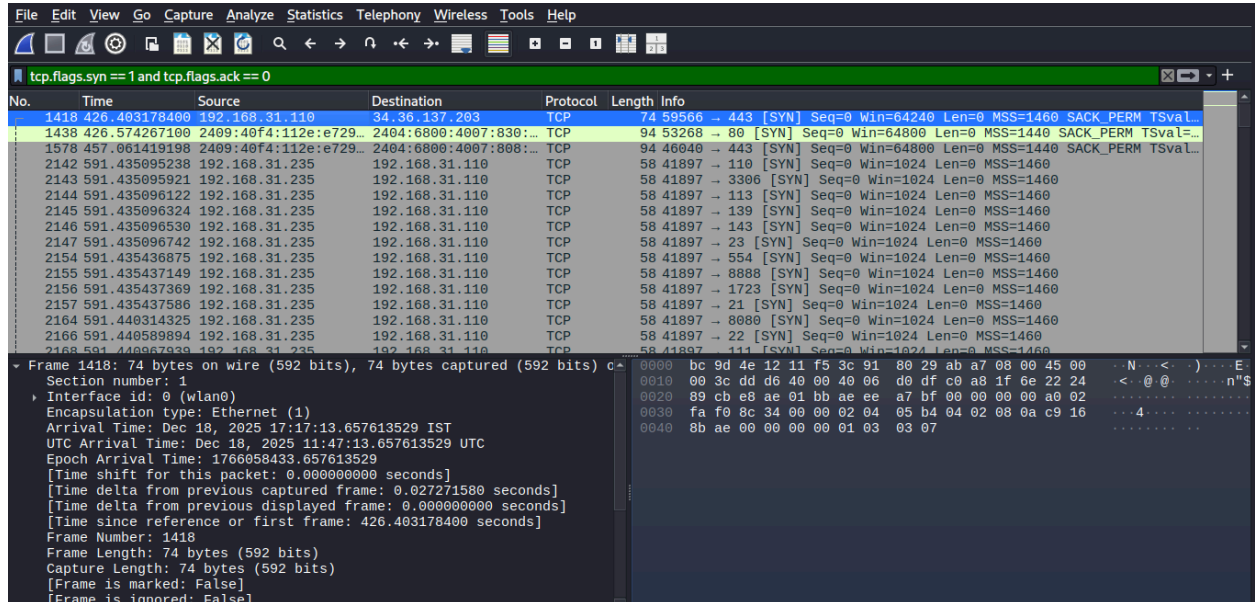 File Edit View Go Capture Analyze Statistics Telephony Wireless Tools Help
tcp.flags.syn == 1 and tcp.flags.ack == 0
No. Time Source Destination Protocol Length Info
1418 426.403178400 192.168.31.110 34.36.137.203 TCP 74 59566 → 443 [SYN] Seq=0 Win=64240 Len=0 MSS=1460 SACK_PERM TSval…
1438 426.574267100 2409:40f4:112e:e729… 2404:6800:4007:830:… TCP 94 53268 → 80 [SYN] Seq=0 Win=64800 Len=0 MSS=1440 SACK_PERM TSval=…
1578 457.061419198 2409:40f4:112e:e729… 2404:6800:4007:808:… TCP 94 46040 → 443 [SYN] Seq=0 Win=64800 Len=0 MSS=1440 SACK_PERM TSval…
2142 591.435095238 192.168.31.235 192.168.31.110 TCP 58 41897 → 110 [SYN] Seq=0 Win=1024 Len=0 MSS=1460
2143 591.435095921 192.168.31.235 192.168.31.110 TCP 58 41897 → 3306 [SYN] Seq=0 Win=1024 Len=0 MSS=1460
2144 591.435096122 192.168.31.235 192.168.31.110 TCP 58 41897 → 113 [SYN] Seq=0 Win=1024 Len=0 MSS=1460
2145 591.435096324 192.168.31.235 192.168.31.110 TCP 58 41897 → 139 [SYN] Seq=0 Win=1024 Len=0 MSS=1460
2146 591.435096530 192.168.31.235 192.168.31.110 TCP 58 41897 → 143 [SYN] Seq=0 Win=1024 Len=0 MSS=1460
2147 591.435096742 192.168.31.235 192.168.31.110 TCP 58 41897 → 23 [SYN] Seq=0 Win=1024 Len=0 MSS=1460
2154 591.435436875 192.168.31.235 192.168.31.110 TCP 58 41897 → 554 [SYN] Seq=0 Win=1024 Len=0 MSS=1460
2155 591.435437149 192.168.31.235 192.168.31.110 TCP 58 41897 → 8888 [SYN] Seq=0 Win=1024 Len=0 MSS=1460
2156 591.435437369 192.168.31.235 192.168.31.110 TCP 58 41897 → 1723 [SYN] Seq=0 Win=1024 Len=0 MSS=1460
2157 591.435437586 192.168.31.235 192.168.31.110 TCP 58 41897 → 21 [SYN] Seq=0 Win=1024 Len=0 MSS=1460
2164 591.440314325 192.168.31.235 192.168.31.110 TCP 58 41897 → 8080 [SYN] Seq=0 Win=1024 Len=0 MSS=1460
2166 591.440589894 192.168.31.235 192.168.31.110 TCP 58 41897 → 22 [SYN] Seq=0 Win=1024 Len=0 MSS=1460
2168 591.440967939 192.168.31.235 192.168.31.110 TCP 58 41897 → 111 [SYN] Seq=0 Win=1024 Len=0 MSS=1460
Frame 1418: 74 bytes on wire (592 bits), 74 bytes captured (592 bits) o
Section number: 1
Interface id: 0 (wlan0)
Encapsulation type: Ethernet (1)
Arrival Time: Dec 18, 2025 17:17:13.657613529 IST
UTC Arrival Time: Dec 18, 2025 11:47:13.657613529 UTC
Epoch Arrival Time: 1766058433.657613529
[Time shift for this packet: 0.000000000 seconds]
[Time delta from previous captured frame: 0.027271580 seconds]
[Time delta from previous displayed frame: 0.000000000 seconds]
[Time since reference or first frame: 426.403178400 seconds]
Frame Number: 1418
Frame Length: 74 bytes (592 bits)
Capture Length: 74 bytes (592 bits)
[Frame is marked: False]
[Frame is ignored: False]
0000 bc 9d 4e 12 11 f5 3c 91 80 29 ab a7 08 00 45 00 ··N···<· ·)····E·
0010 00 3c dd d6 40 00 40 06 d0 df c0 a8 1f 6e 22 24 ·<··@·@· ·····n"$
0020 89 cb e8 ae 01 bb ae ee a7 bf 00 00 00 00 a0 02 ········ ········
0030 fa f0 8c 34 00 00 02 04 05 b4 04 02 08 0a c9 16 ···4···· ········
0040 8b ae 00 00 00 00 01 03 03 07 ········ ··